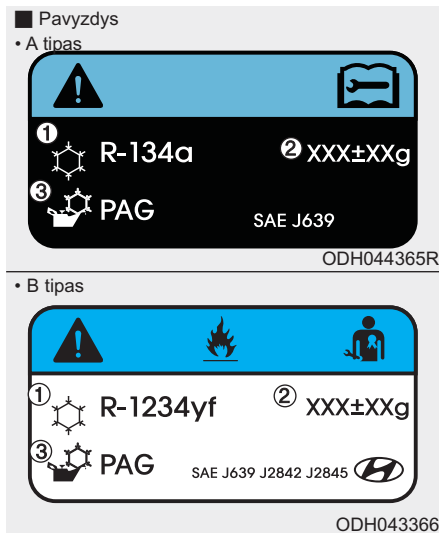 ■ Pavyzdys
• A tipas
① R-134a ② XXX±XXg
③ PAG SAE J639
ODH044365R
• B tipas
① R-1234yf ② XXX±XXg
③ PAG SAE J639 J2842 J2845
ODH043366